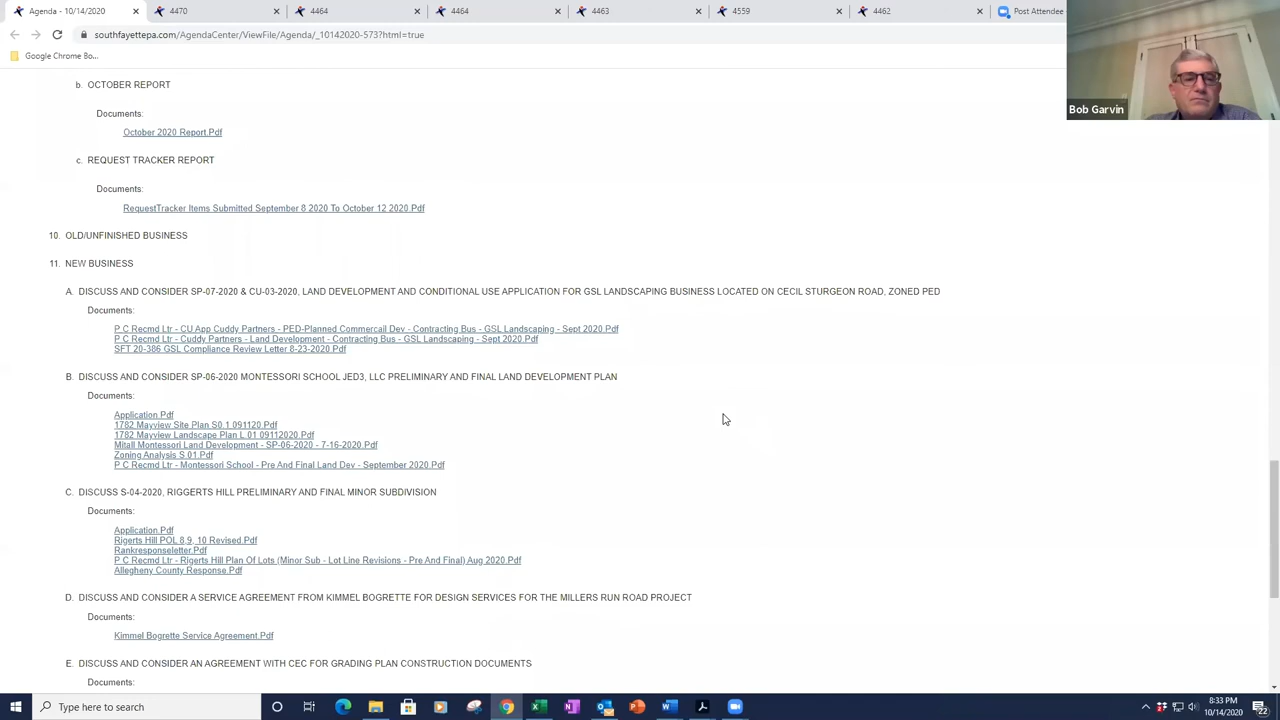 Agenda - 10/14/2020
4470
4464
4464
4463
4559
4462
Post Attendee
southfayettepa.com/AgendaCenter/ViewFile/Agenda/_10142020-573?html=true
Google Chrome Bo...
Bob Garvin
b. OCTOBER REPORT
Documents:
October 2020 Report.Pdf
c. REQUEST TRACKER REPORT
Documents:
RequestTracker Items Submitted September 8 2020 To October 12 2020.Pdf
10. OLD/UNFINISHED BUSINESS
11. NEW BUSINESS
A. DISCUSS AND CONSIDER SP-07-2020 & CU-03-2020, LAND DEVELOPMENT AND CONDITIONAL USE APPLICATION FOR GSL LANDSCAPING BUSINESS LOCATED ON CECIL STURGEON ROAD, ZONED PED
Documents:
P C Recmd Ltr - CU App Cuddy Partners - PED-Planned Commercail Dev - Contracting Bus - GSL Landscaping - Sept 2020.Pdf
P C Recmd Ltr - Cuddy Partners - Land Development - Contracting Bus - GSL Landscaping - Sept 2020.Pdf
SFT 20-386 GSL Compliance Review Letter 8-23-2020.Pdf
B. DISCUSS AND CONSIDER SP-06-2020 MONTESSORI SCHOOL JED3, LLC PRELIMINARY AND FINAL LAND DEVELOPMENT PLAN
Documents:
Application.Pdf
1782 Mayview Site Plan S0.1 091120.Pdf
1782 Mayview Landscape Plan L 01 09112020.Pdf
Mitall Montessori Land Development - SP-06-2020 - 7-16-2020.Pdf
Zoning Analysis S 01.Pdf
P C Recmd Ltr - Montessori School - Pre And Final Land Dev - September 2020.Pdf
C. DISCUSS S-04-2020, RIGGERTS HILL PRELIMINARY AND FINAL MINOR SUBDIVISION
Documents:
Application.Pdf
Rigerts Hill POL 8,9, 10 Revised.Pdf
Rankresponseletter.Pdf
P C Recmd Ltr - Rigerts Hill Plan Of Lots (Minor Sub - Lot Line Revisions - Pre And Final) Aug 2020.Pdf
Allegheny County Response.Pdf
D. DISCUSS AND CONSIDER A SERVICE AGREEMENT FROM KIMMEL BOGRETTE FOR DESIGN SERVICES FOR THE MILLERS RUN ROAD PROJECT
Documents:
Kimmel Bogrette Service Agreement.Pdf
E. DISCUSS AND CONSIDER AN AGREEMENT WITH CEC FOR GRADING PLAN CONSTRUCTION DOCUMENTS
Documents:
Type here to search
8:33 PM
10/14/2020
22